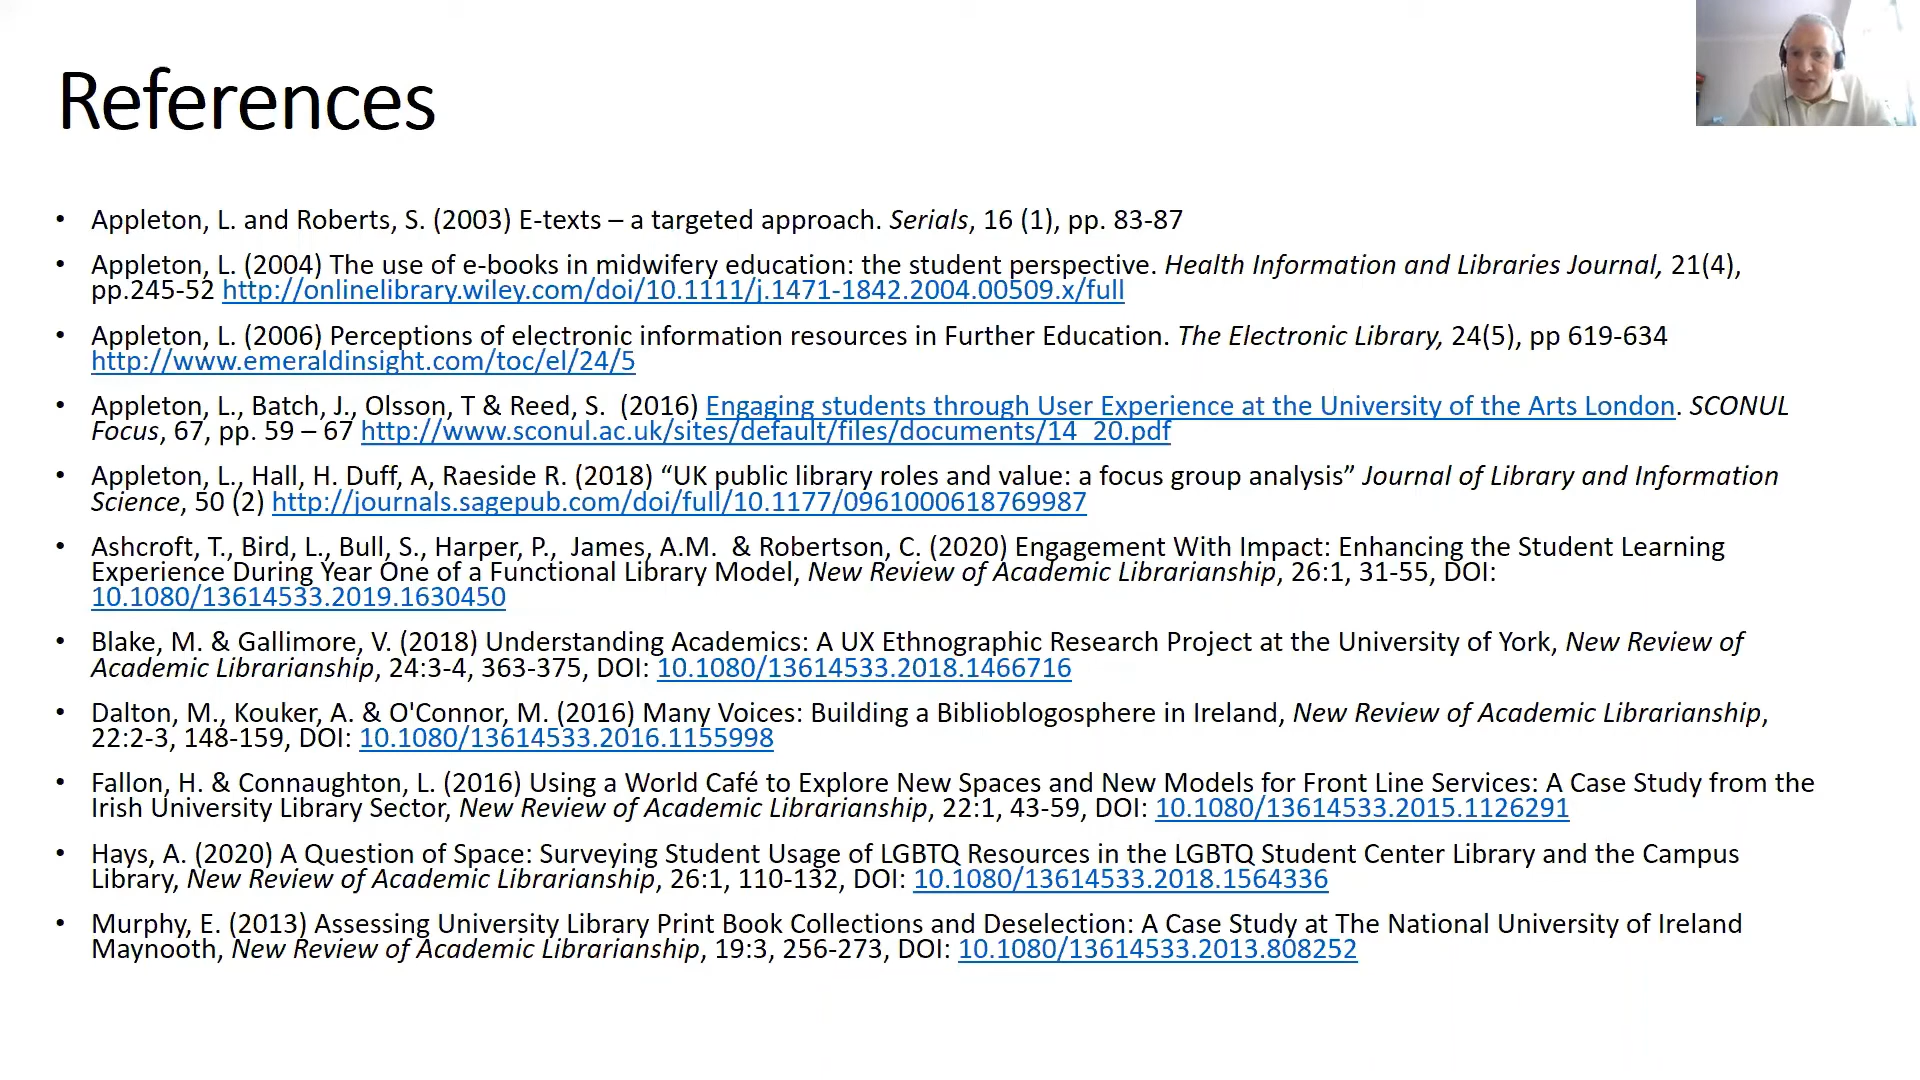 References
• Appleton, L. and Roberts, S. (2003) E-texts – a targeted approach. Serials, 16 (1), pp. 83-87
• Appleton, L. (2004) The use of e-books in midwifery education: the student perspective. Health Information and Libraries Journal, 21(4),
pp.245-52 http://onlinelibrary.wiley.com/doi/10.1111/j.1471-1842.2004.00509.x/full
• Appleton, L. (2006) Perceptions of electronic information resources in Further Education. The Electronic Library, 24(5), pp 619-634
http://www.emeraldinsight.com/toc/el/24/5
• Appleton, L., Batch, J., Olsson, T & Reed, S.  (2016) Engaging students through User Experience at the University of the Arts London. SCONUL
Focus, 67, pp. 59 – 67 http://www.sconul.ac.uk/sites/default/files/documents/14_20.pdf
• Appleton, L., Hall, H. Duff, A, Raeside R. (2018) “UK public library roles and value: a focus group analysis” Journal of Library and Information
Science, 50 (2) http://journals.sagepub.com/doi/full/10.1177/0961000618769987
• Ashcroft, T., Bird, L., Bull, S., Harper, P.,  James, A.M.  & Robertson, C. (2020) Engagement With Impact: Enhancing the Student Learning
Experience During Year One of a Functional Library Model, New Review of Academic Librarianship, 26:1, 31-55, DOI:
10.1080/13614533.2019.1630450
• Blake, M. & Gallimore, V. (2018) Understanding Academics: A UX Ethnographic Research Project at the University of York, New Review of
Academic Librarianship, 24:3-4, 363-375, DOI: 10.1080/13614533.2018.1466716
• Dalton, M., Kouker, A. & O'Connor, M. (2016) Many Voices: Building a Biblioblogosphere in Ireland, New Review of Academic Librarianship,
22:2-3, 148-159, DOI: 10.1080/13614533.2016.1155998
• Fallon, H. & Connaughton, L. (2016) Using a World Café to Explore New Spaces and New Models for Front Line Services: A Case Study from the
Irish University Library Sector, New Review of Academic Librarianship, 22:1, 43-59, DOI: 10.1080/13614533.2015.1126291
• Hays, A. (2020) A Question of Space: Surveying Student Usage of LGBTQ Resources in the LGBTQ Student Center Library and the Campus
Library, New Review of Academic Librarianship, 26:1, 110-132, DOI: 10.1080/13614533.2018.1564336
• Murphy, E. (2013) Assessing University Library Print Book Collections and Deselection: A Case Study at The National University of Ireland
Maynooth, New Review of Academic Librarianship, 19:3, 256-273, DOI: 10.1080/13614533.2013.808252